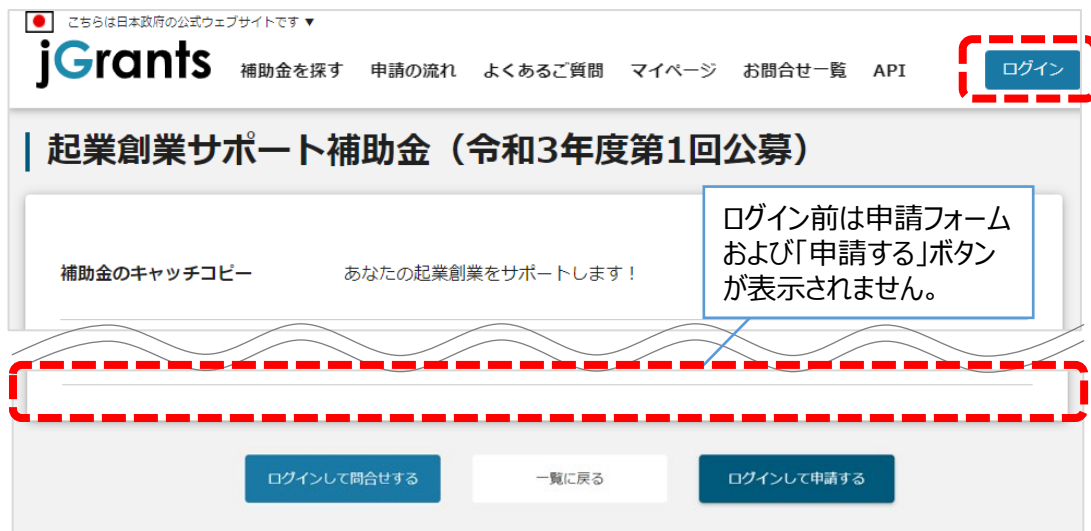 こちらは日本政府の公式ウェブサイトです ▼
jGrants 補助金を探す 申請の流れ よくあるご質問 マイページ お問合せ一覧 API ログイン
起業創業サポート補助金（令和3年度第1回公募）
ログイン前は申請フォーム
および「申請する」ボタン
が表示されません。
補助金のキャッチコピー あなたの起業創業をサポートします！
ログインして問合せする 一覧に戻る ログインして申請する